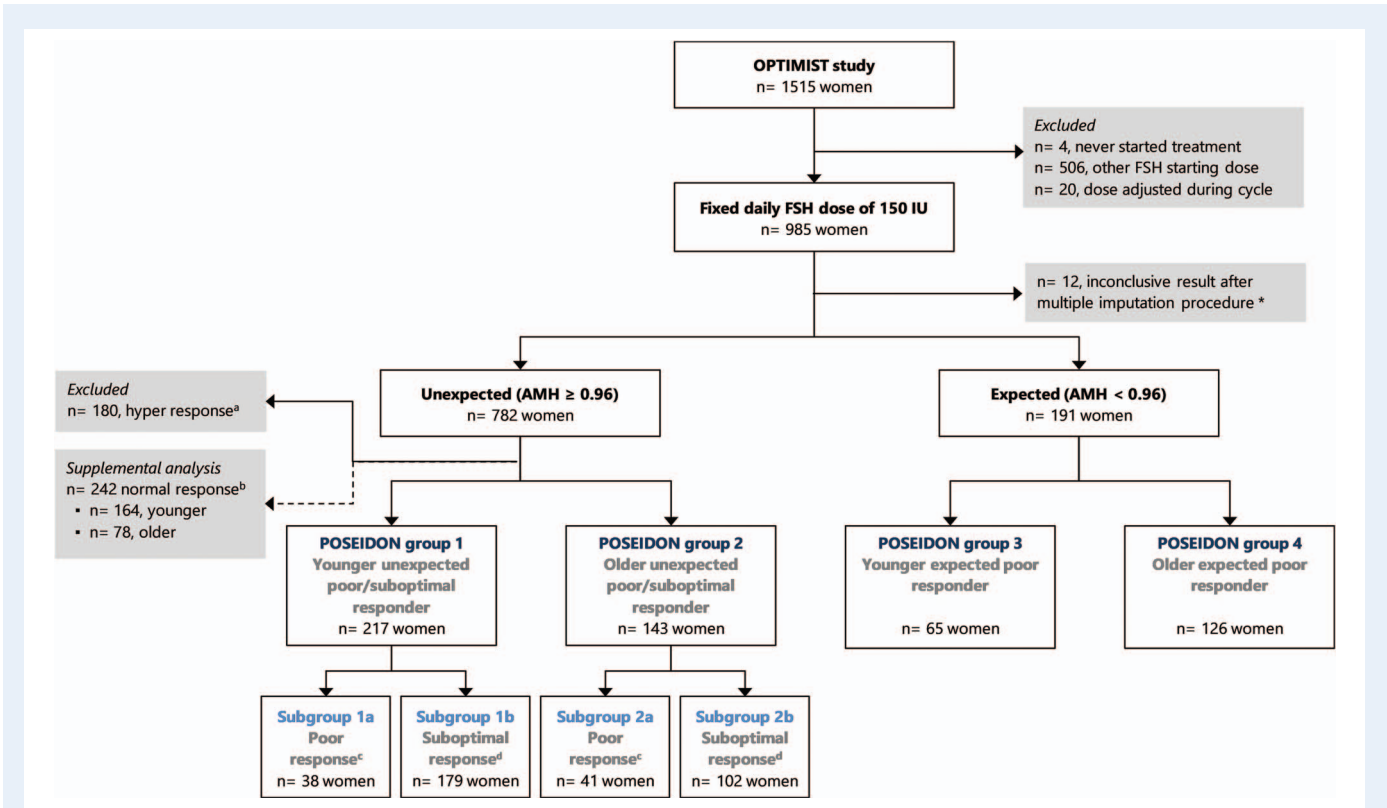 OPTIMIST study
n= 1515 women
Excluded
n= 4, never started treatment
n= 506, other FSH starting dose
n= 20, dose adjusted during cycle
Fixed daily FSH dose of 150 IU
n= 985 women
n= 12, inconclusive result after
multiple imputation procedure *
Unexpected (AMH ≥ 0.96)
n= 782 women
Expected (AMH < 0.96)
n= 191 women
Excluded
n= 180, hyper responseᵃ
Supplemental analysis
n= 242 normal responseᵇ
▪ n= 164, younger
▪ n= 78, older
POSEIDON group 1
Younger unexpected
poor/suboptimal
responder
n= 217 women
POSEIDON group 2
Older unexpected
poor/suboptimal
responder
n= 143 women
POSEIDON group 3
Younger expected poor
responder
n= 65 women
POSEIDON group 4
Older expected poor
responder
n= 126 women
Subgroup 1a
Poor
responseᶜ
n= 38 women
Subgroup 1b
Suboptimal
responseᵈ
n= 179 women
Subgroup 2a
Poor
responseᶜ
n= 41 women
Subgroup 2b
Suboptimal
responseᵈ
n= 102 women